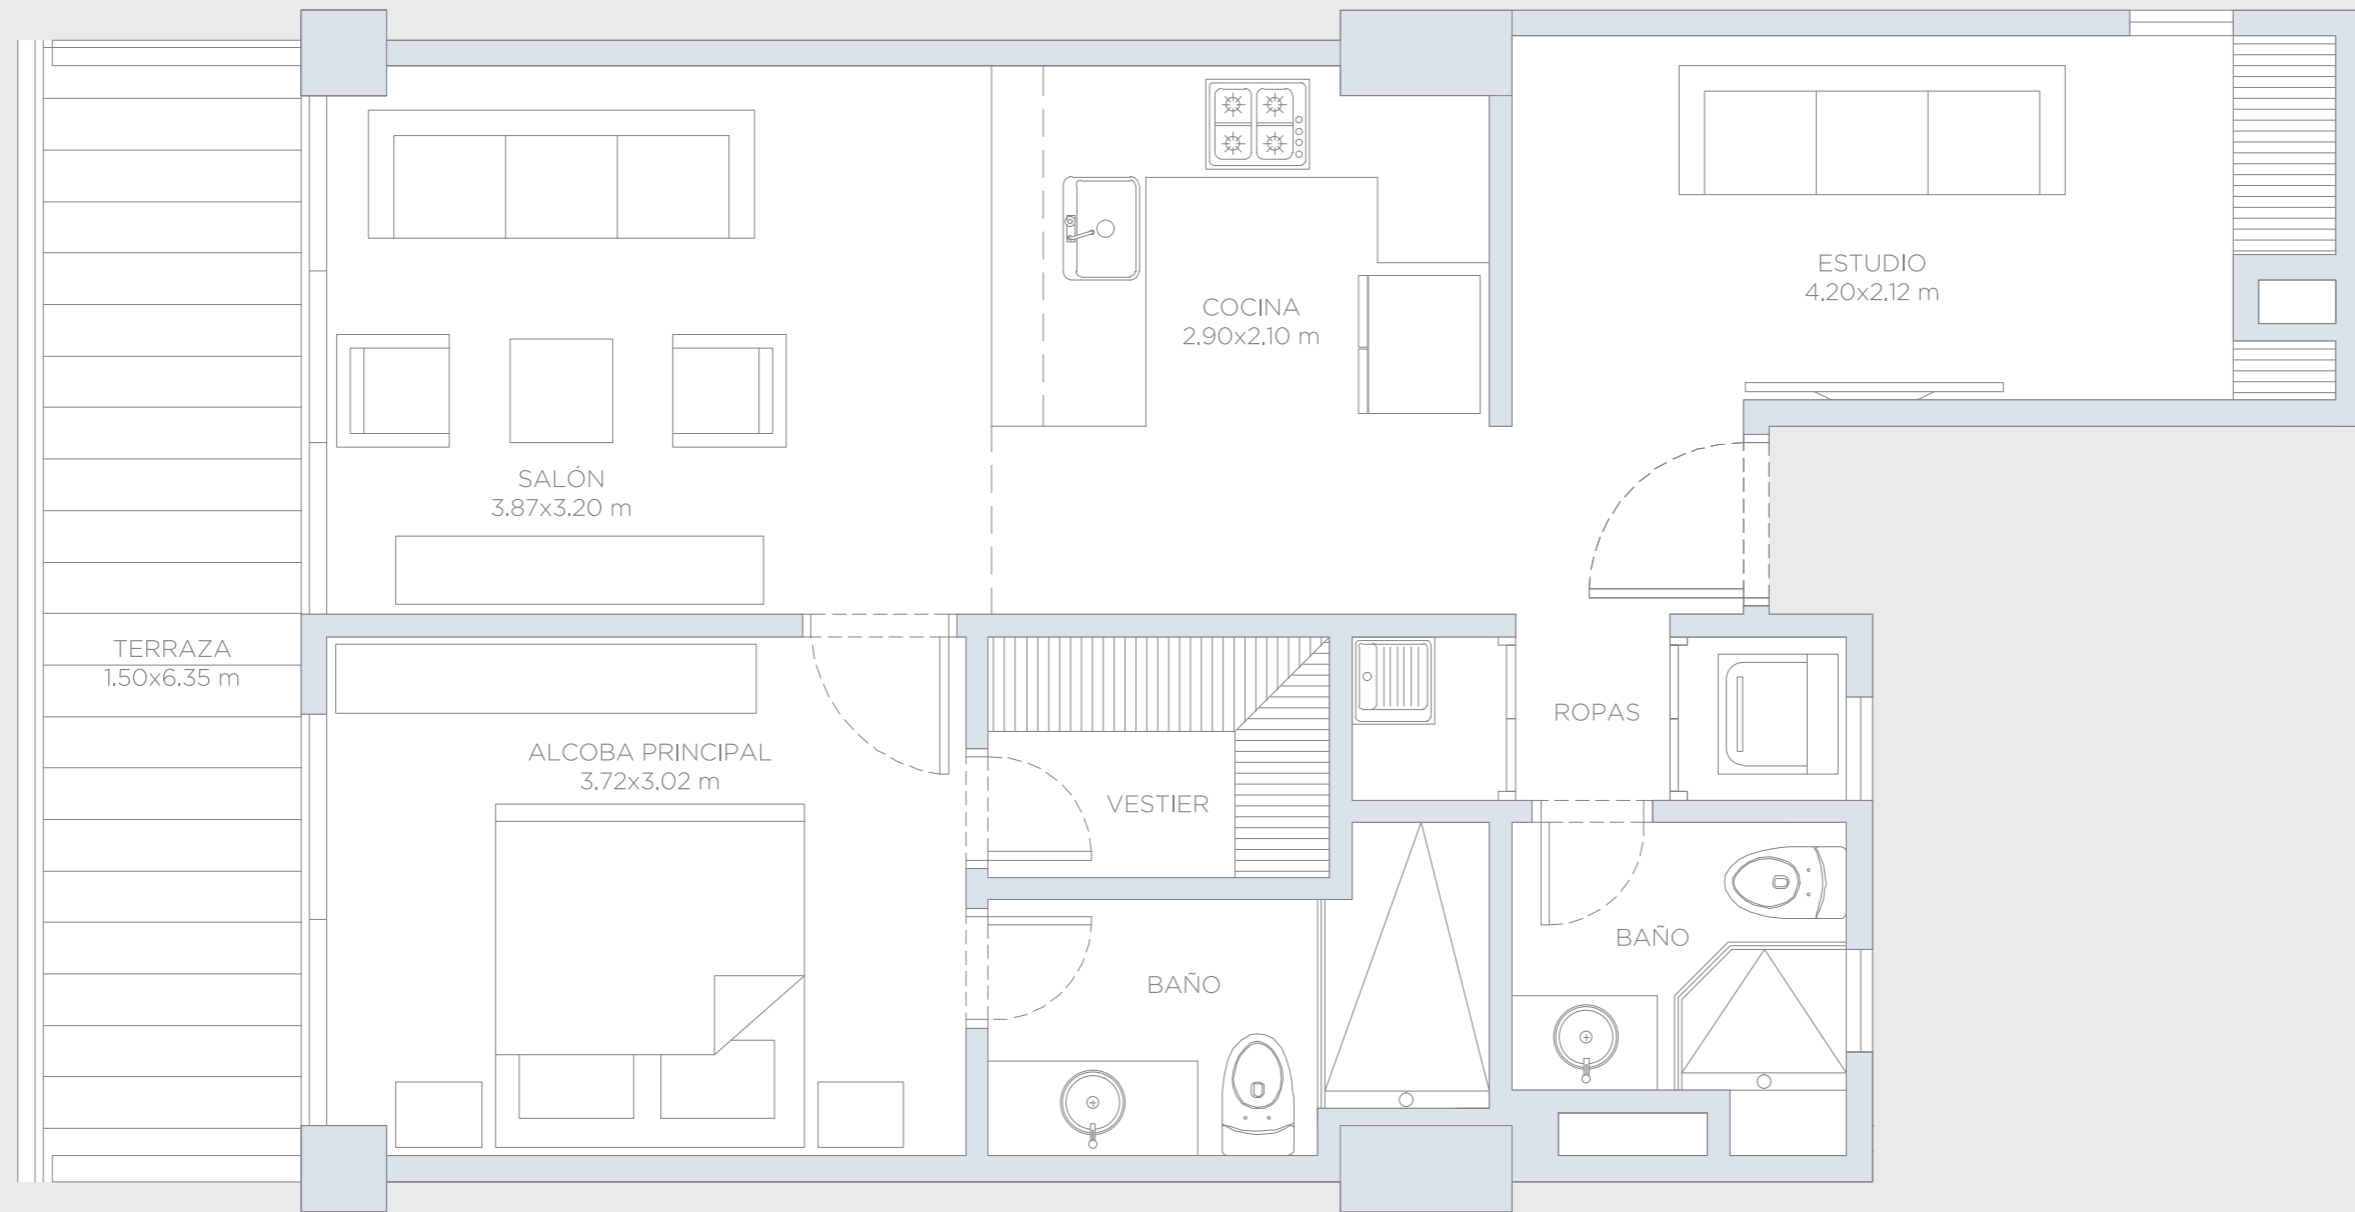 ESTUDIO
4.20x2.12 m
COCINA
2.90x2.10 m
SALÓN
3.87x3.20 m
TERRAZA
1.50x6.35 m
ROPAS
ALCOBA PRINCIPAL
3.72x3.02 m
VESTIER
BAÑO
BAÑO